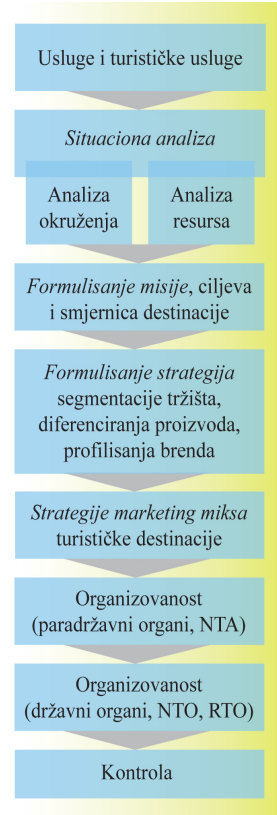 Usluge i turističke usluge
Situaciona analiza
Analiza
okruženja
Analiza
resursa
Formulisanje misije, ciljeva
i smjernica destinacije
Formulisanje strategija
segmentacije tržišta,
diferenciranja proizvoda,
profilisanja brenda
Strategije marketing miksa
turističke destinacije
Organizovanost
(paradržavni organi, NTA)
Organizovanost
(državni organi, NTO, RTO)
Kontrola